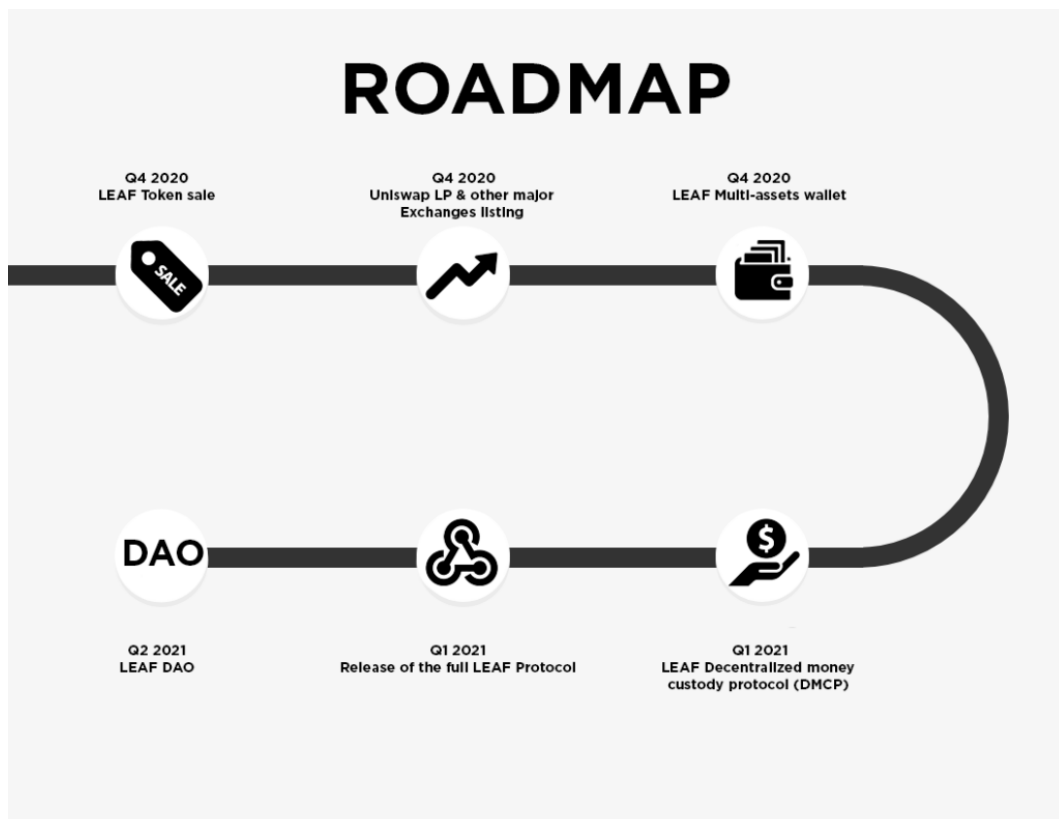 ROADMAP
Q4 2020
LEAF Token sale
Q4 2020
Uniswap LP & other major
Exchanges listing
Q4 2020
LEAF Multi-assets wallet
SALE
DAO
Q2 2021
LEAF DAO
Q1 2021
Release of the full LEAF Protocol
Q1 2021
LEAF Decentralized money
custody protocol (DMCP)